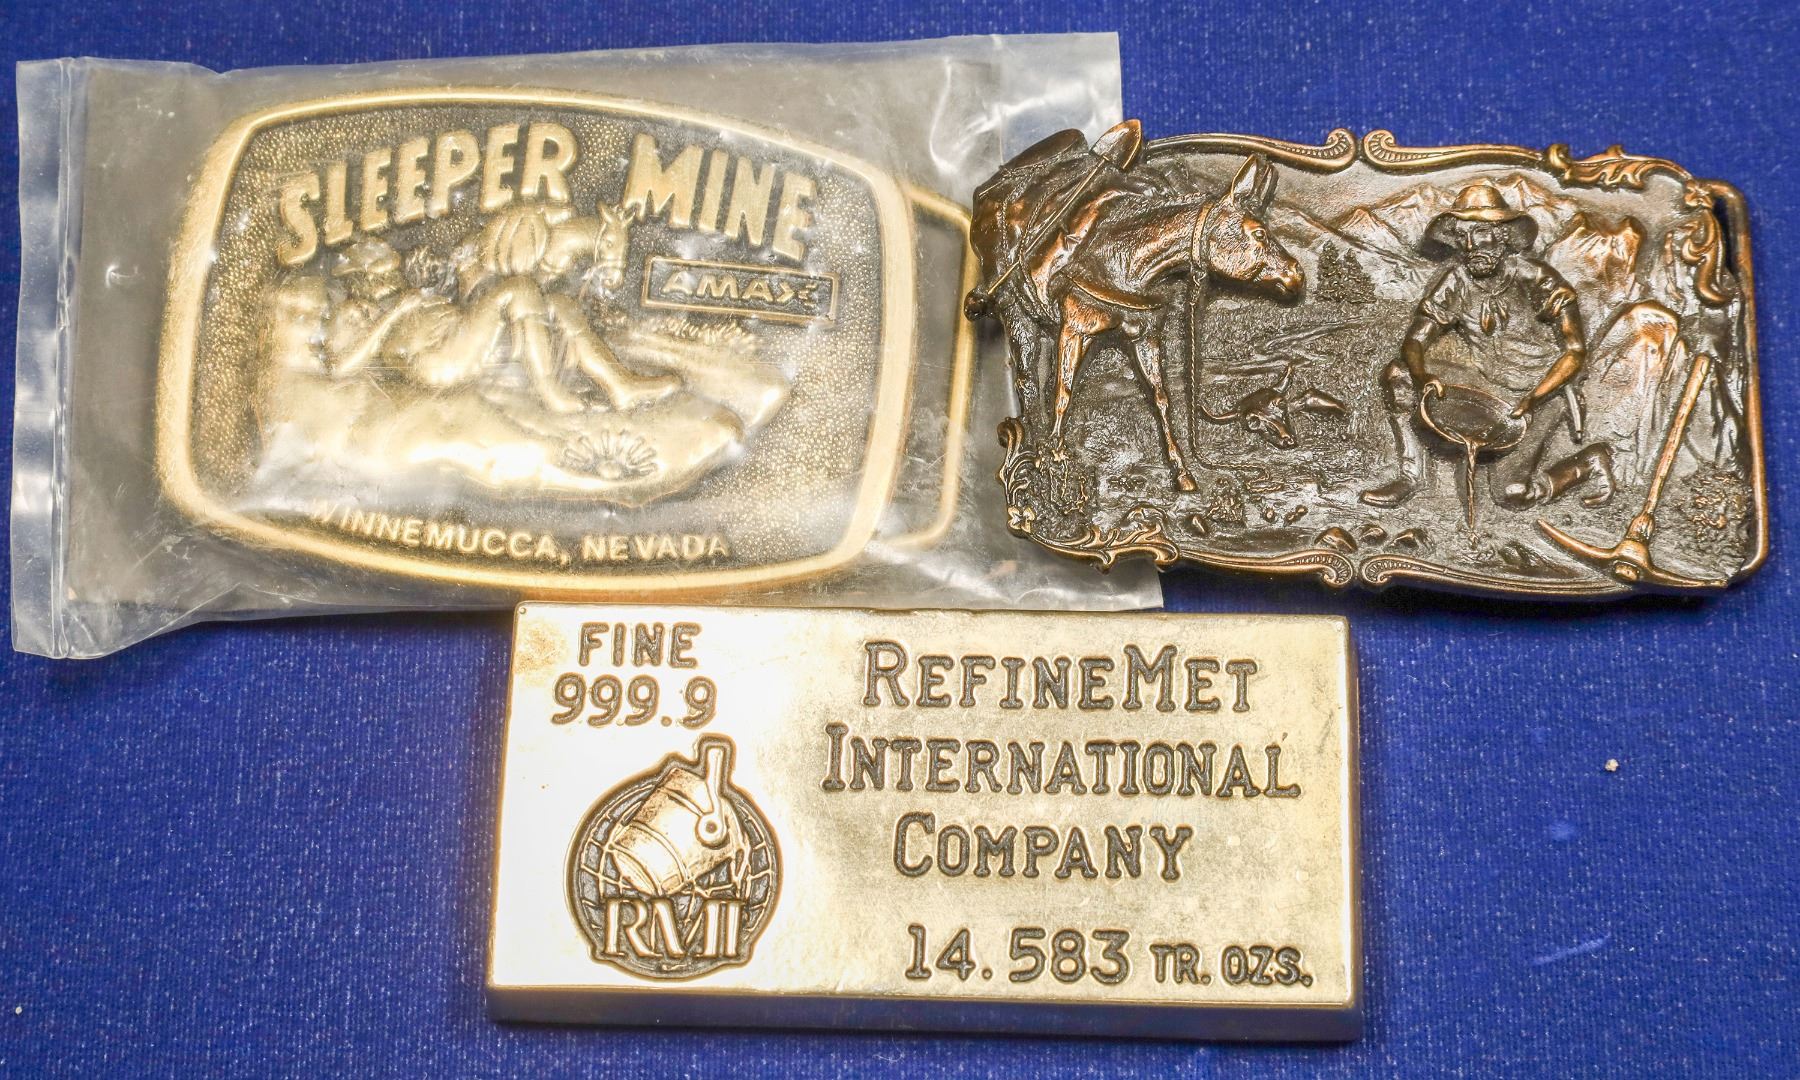 SLEEPER MINE
AMAX
WINNEMUCCA, NEVADA
FINE
999.9
RMI
REFINEMET
INTERNATIONAL
COMPANY
14.583 TR. OZS.